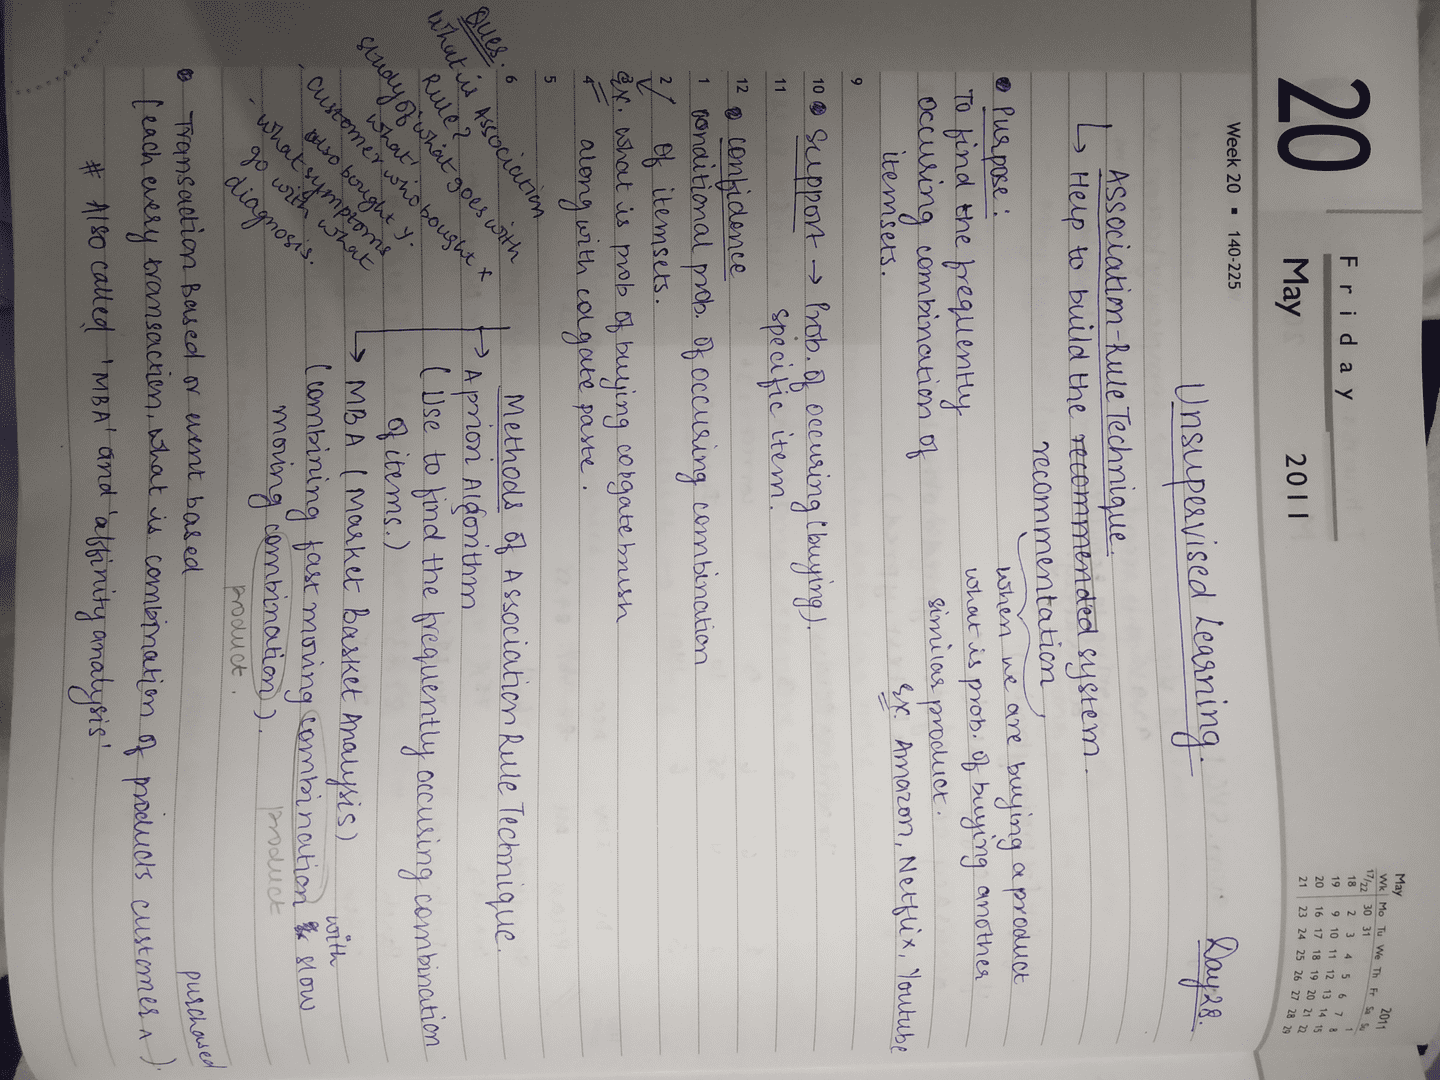 20
Friday
May 2011
Week 20 ▪ 140-225
May 2011
Wk Mo Tu We Th Fr Sa Su
17/22 30 31 1
18 2 3 4 5 6 7 8
19 9 10 11 12 13 14 15
20 16 17 18 19 20 21 22
21 23 24 25 26 27 28 29
Unsupervised Learning. Day 28.
Association-Rule Technique.
↳ Help to build the recommended system.
recommentation
when we are buying a product
what is prob. of buying another
similar product.
Ex. Amazon, Netflix, Youtube
• Purpose:
To find the frequently
occusing combination of
itemsets.
9
10 • Support → Prob. of occuring (buying).
11 specific item.
12 • confidence
1 conditional prob. of occusing combination
2 of itemsets.
Ex. what is prob of buying colgate brush
4 along with colgate paste.
5
6
Ques.
what is Association
Rule?
study of 'what goes with
what'
. customer who bought x
also bought y.
. what symptoms
go with what
diagnosis.
Methods of Association Rule Technique.
→ Apriori Algorithm
(Use to find the frequently occusing combination
of items.)
→ MBA (Market Basket Analysis)
(combining fast moving combination with slow
product
moving combination).
product.
• Transaction Based or event based
(each every transaction, what is combination of products customer ^ purchased).
# Also called 'MBA' and 'affinity analysis'